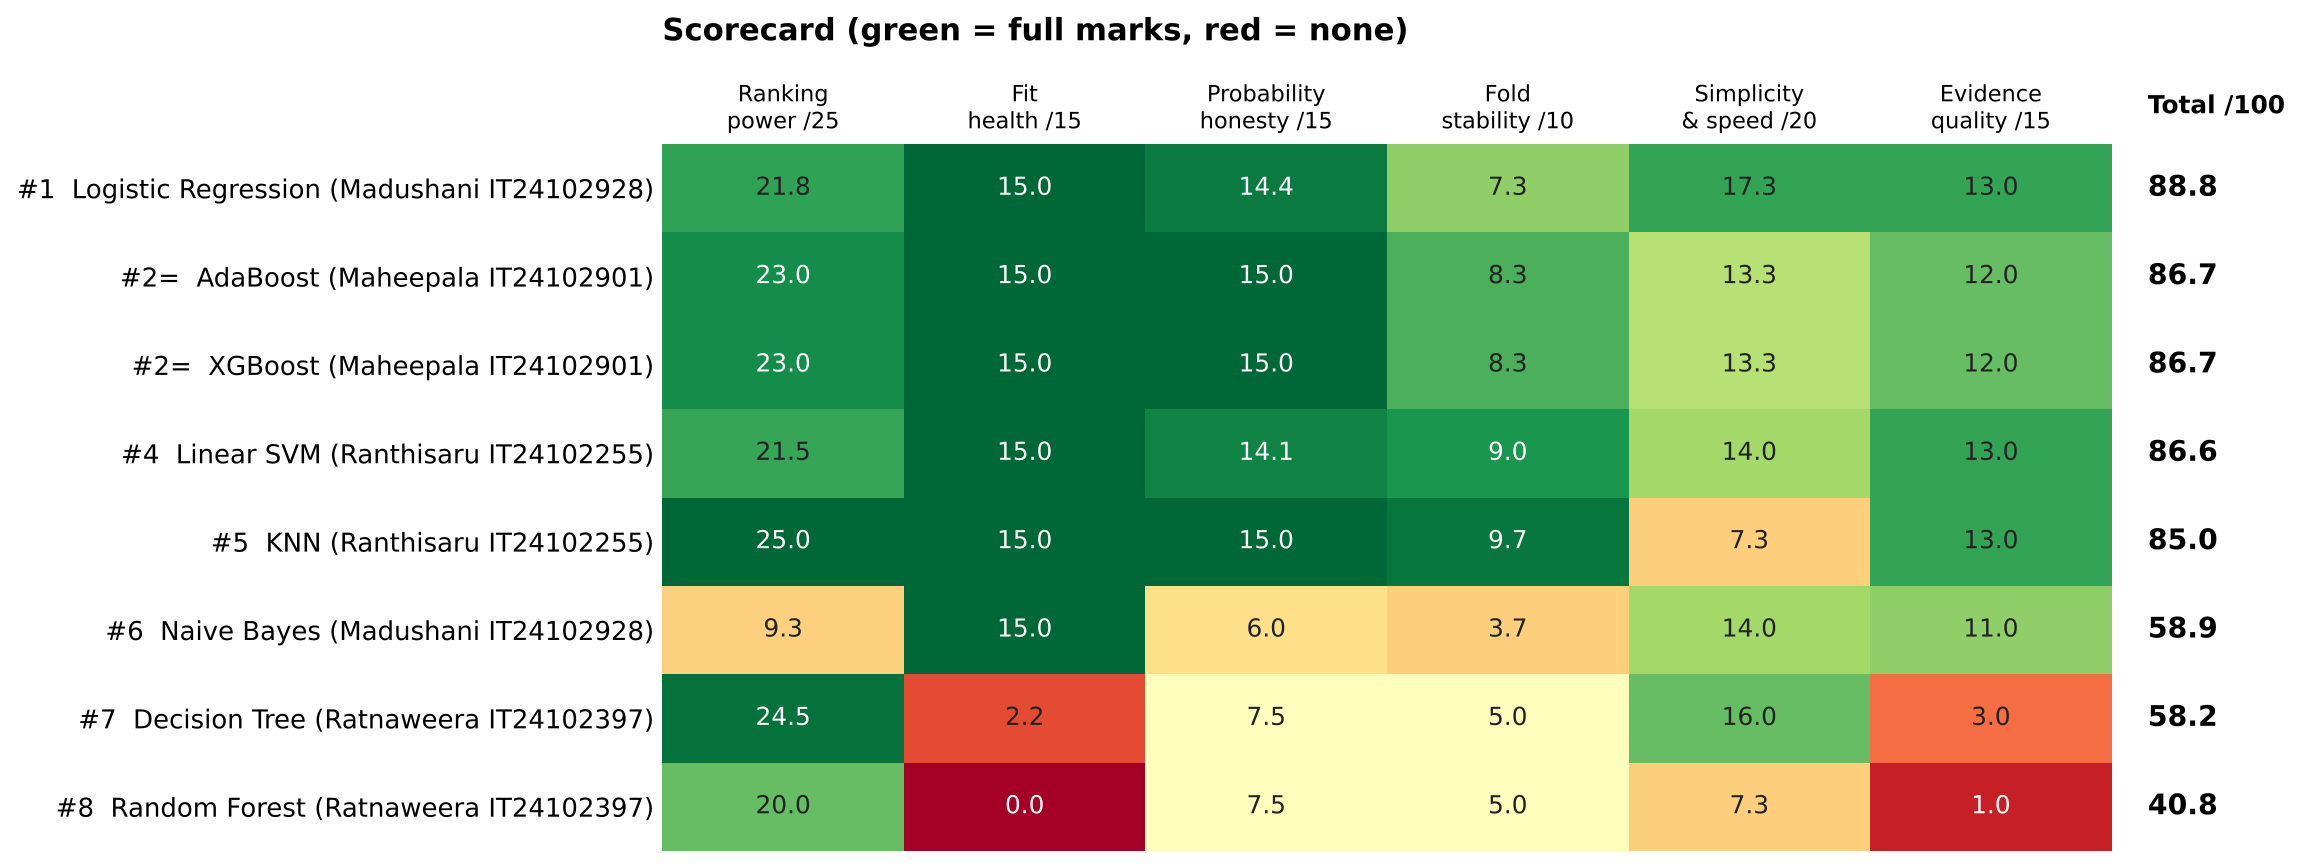 Scorecard (green = full marks, red = none)
Ranking power /25 Fit health /15 Probability honesty /15 Fold stability /10 Simplicity & speed /20 Evidence quality /15 Total /100
#1 Logistic Regression (Madushani IT24102928) 21.8 15.0 14.4 7.3 17.3 13.0 88.8
#2= AdaBoost (Maheepala IT24102901) 23.0 15.0 15.0 8.3 13.3 12.0 86.7
#2= XGBoost (Maheepala IT24102901) 23.0 15.0 15.0 8.3 13.3 12.0 86.7
#4 Linear SVM (Ranthisaru IT24102255) 21.5 15.0 14.1 9.0 14.0 13.0 86.6
#5 KNN (Ranthisaru IT24102255) 25.0 15.0 15.0 9.7 7.3 13.0 85.0
#6 Naive Bayes (Madushani IT24102928) 9.3 15.0 6.0 3.7 14.0 11.0 58.9
#7 Decision Tree (Ratnaweera IT24102397) 24.5 2.2 7.5 5.0 16.0 3.0 58.2
#8 Random Forest (Ratnaweera IT24102397) 20.0 0.0 7.5 5.0 7.3 1.0 40.8